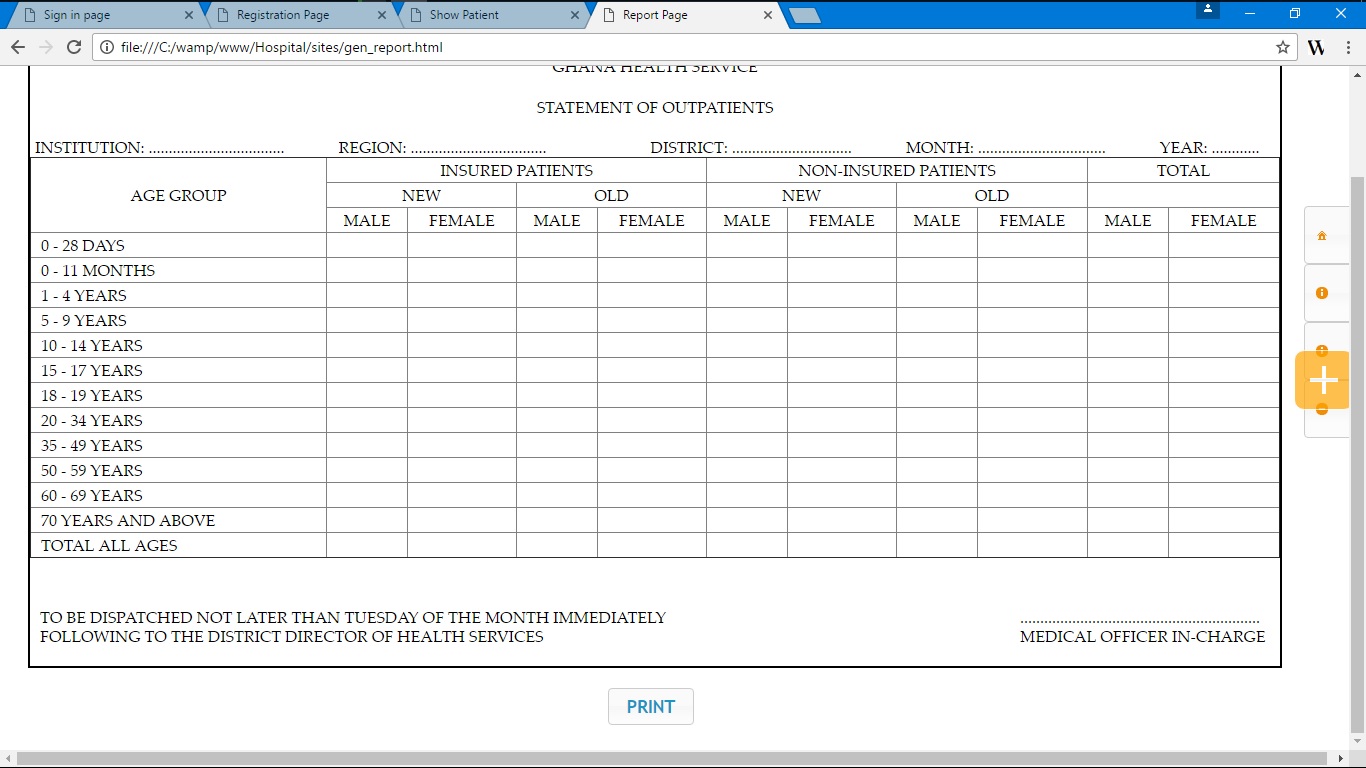 Sign in page Registration Page Show Patient Report Page
file:///C:/wamp/www/Hospital/sites/gen_report.html W
GHANA HEALTH SERVICE
STATEMENT OF OUTPATIENTS
INSTITUTION: .................................. REGION: .................................. DISTRICT: .............................. MONTH: ................................ YEAR: ............
AGE GROUP INSURED PATIENTS NON-INSURED PATIENTS TOTAL
NEW OLD NEW OLD
MALE FEMALE MALE FEMALE MALE FEMALE MALE FEMALE MALE FEMALE
0 - 28 DAYS
0 - 11 MONTHS
1 - 4 YEARS
5 - 9 YEARS
10 - 14 YEARS
15 - 17 YEARS
18 - 19 YEARS
20 - 34 YEARS
35 - 49 YEARS
50 - 59 YEARS
60 - 69 YEARS
70 YEARS AND ABOVE
TOTAL ALL AGES
TO BE DISPATCHED NOT LATER THAN TUESDAY OF THE MONTH IMMEDIATELY
FOLLOWING TO THE DISTRICT DIRECTOR OF HEALTH SERVICES
............................................................
MEDICAL OFFICER IN-CHARGE
PRINT